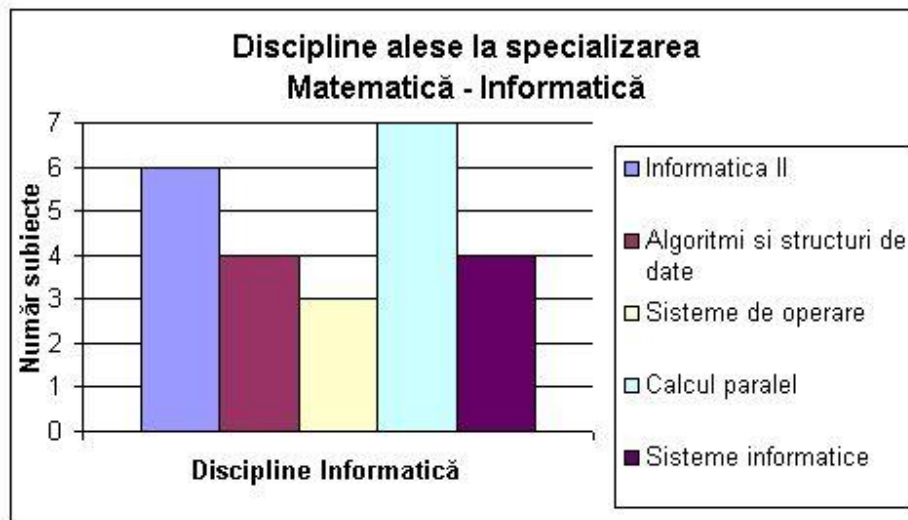 Discipline alese la specializarea
Matematică - Informatică
7
6
5
4
3
2
1
0
Număr subiecte
Discipline Informatică
Informatica II
Algoritmi si structuri de
date
Sisteme de operare
Calcul paralel
Sisteme informatice